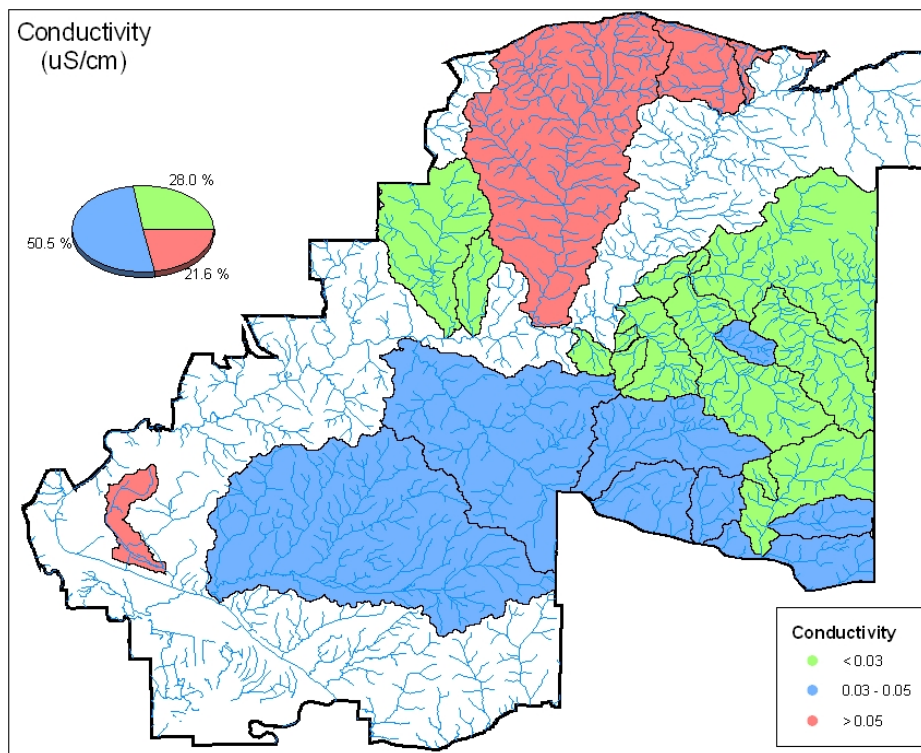 Conductivity
(uS/cm)
28.0 %
50.5 %
21.6 %
Conductivity
<0.03
0.03 - 0.05
>0.05